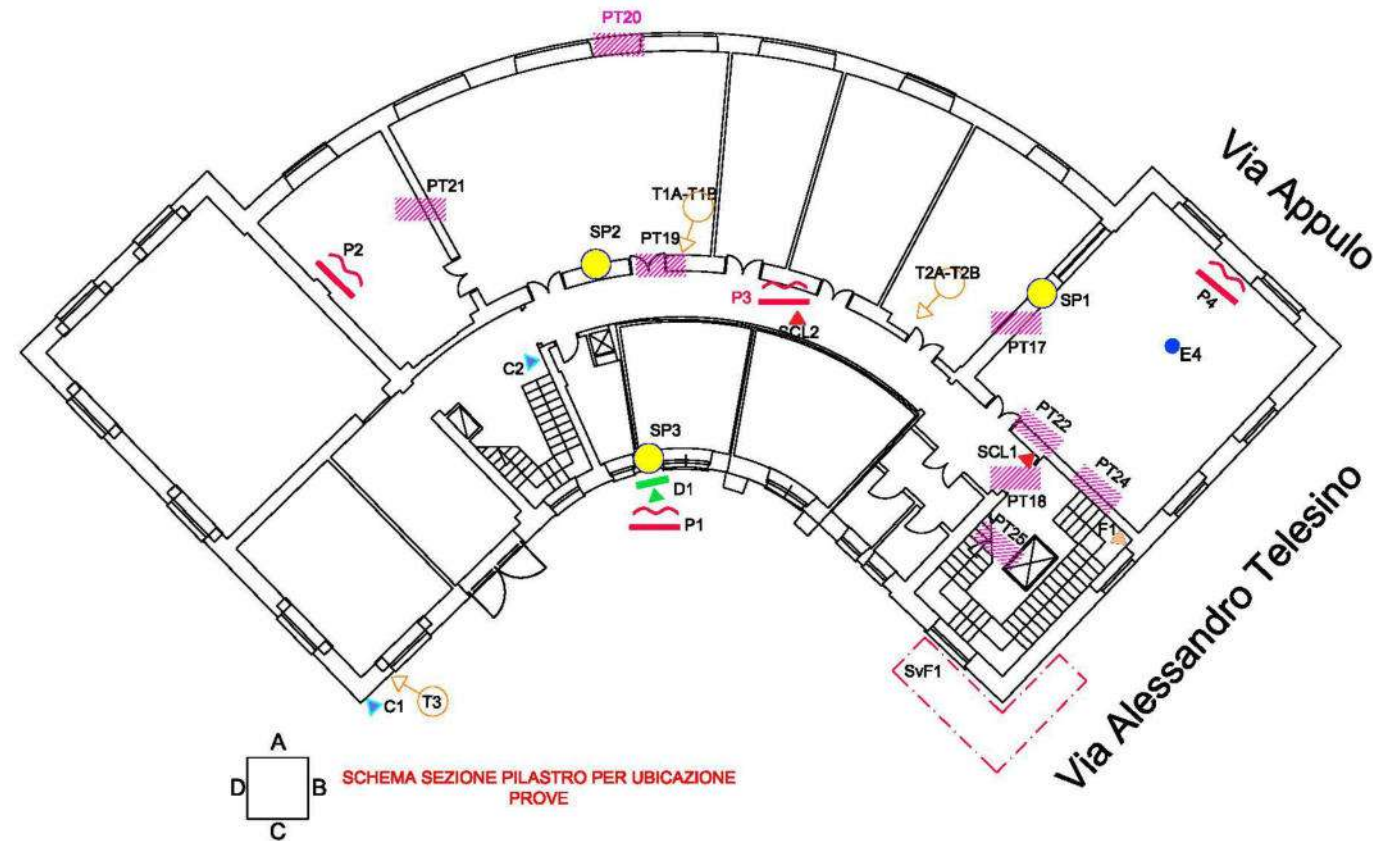 PT20
Via Appulo
PT21
T1A-T1B
P2
SP2
PT19
T2A-T2B
P3
SP1
P4
SCL2
PT17
E4
C2
PT22
SP3
SCL1
PT24
D1
PT18
P1
F1
PT25
Via Alessandro Telesino
SvF1
T3
C1
A
D
B
C
SCHEMA SEZIONE PILASTRO PER UBICAZIONE
PROVE